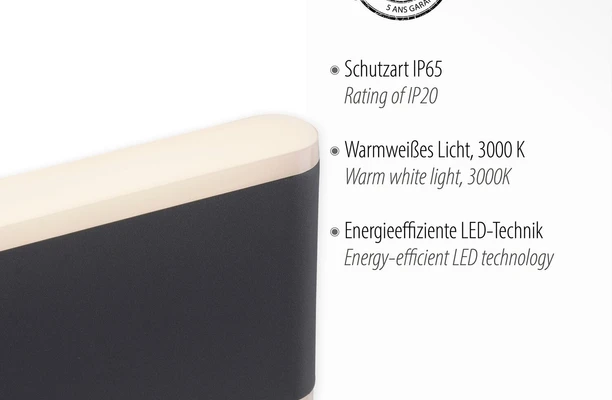 5 ANS GARA
Schutzart IP65
Rating of IP20
Warmweißes Licht, 3000 K
Warm white light, 3000K
Energieeffiziente LED-Technik
Energy-efficient LED technology